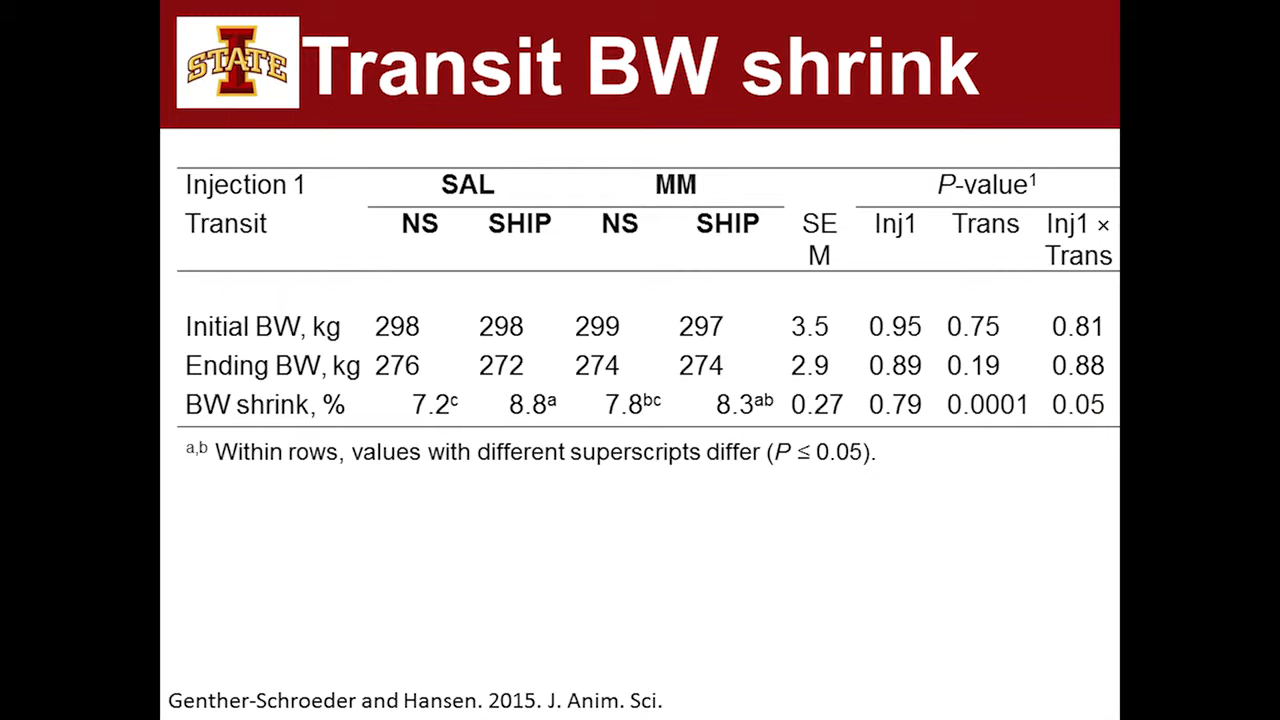 STATE
Transit BW shrink
Injection 1 SAL MM P-value¹
Transit NS SHIP NS SHIP SE M Inj1 Trans Inj1 × Trans
Initial BW, kg 298 298 299 297 3.5 0.95 0.75 0.81
Ending BW, kg 276 272 274 274 2.9 0.89 0.19 0.88
BW shrink, % 7.2ᶜ 8.8ᵃ 7.8ᵇᶜ 8.3ᵃᵇ 0.27 0.79 0.0001 0.05
ᵃ,ᵇ Within rows, values with different superscripts differ (P ≤ 0.05).
Genther-Schroeder and Hansen. 2015. J. Anim. Sci.